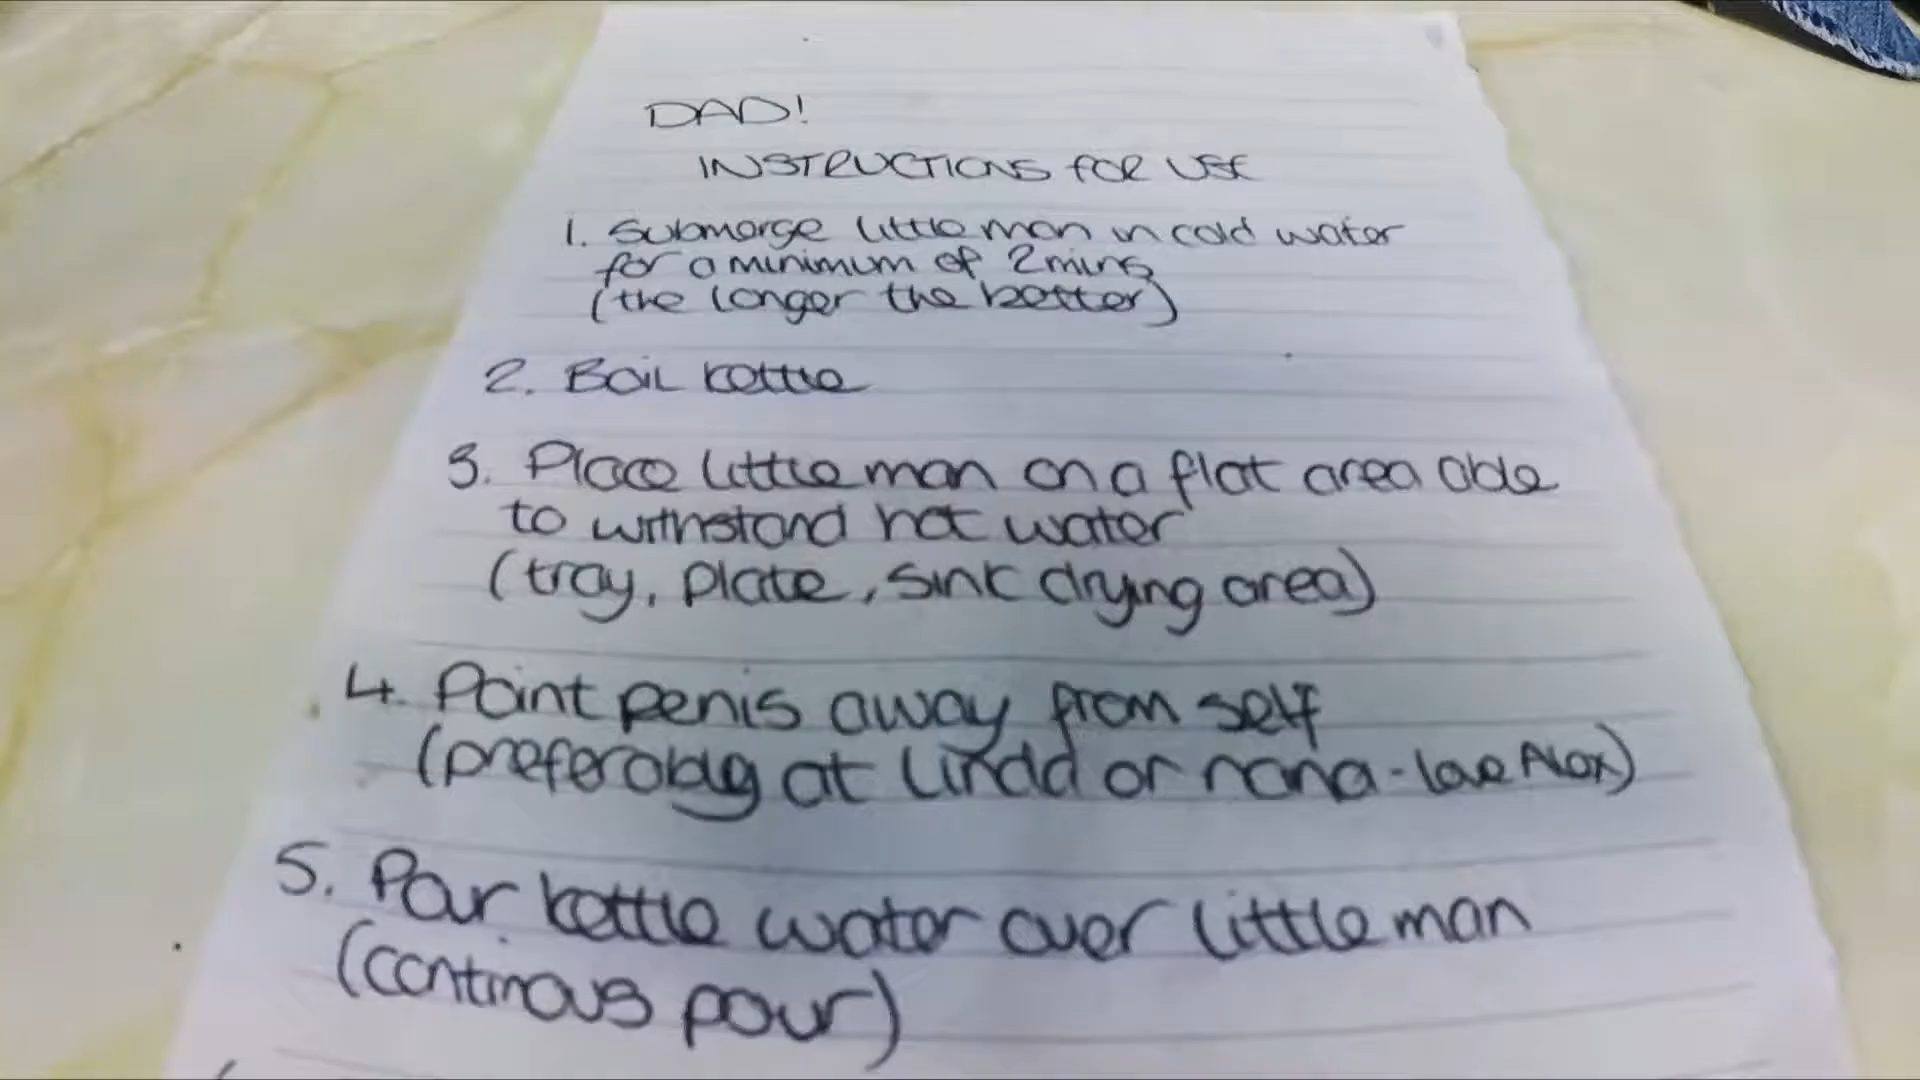 DAD!
INSTRUCTIONS FOR USE
1. Submerge little man in cold water
for a minimum of 2 mins
(the longer the better)
2. Boil kettle
3. Place little man on a flat area able
to withstand hot water
(tray, plate, sink drying area)
4. Point penis away from self
(preferably at Linda or nana - love Alex)
5. Pour kettle water over little man
(continous pour)